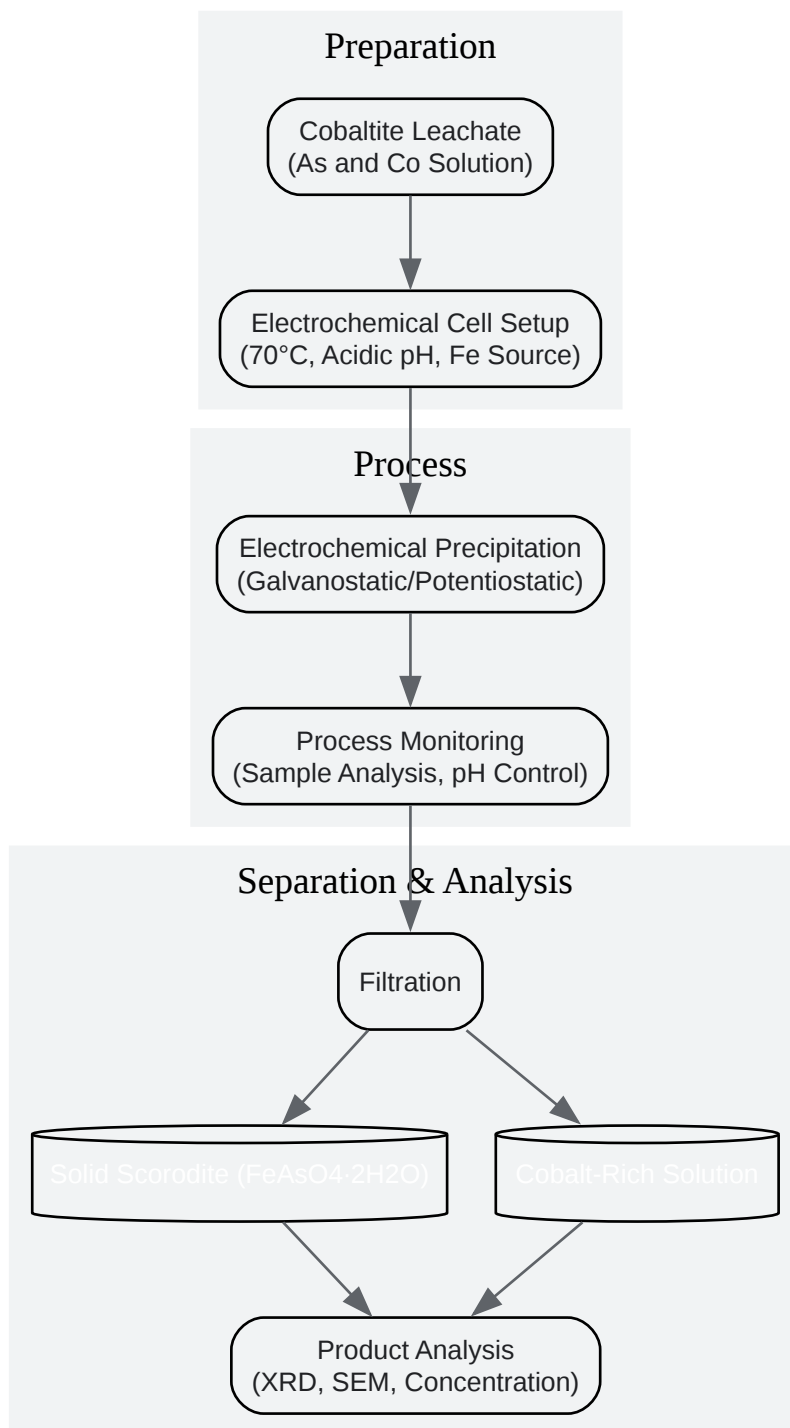 Preparation
Cobaltite Leachate
(As and Co Solution)
Electrochemical Cell Setup
(70°C, Acidic pH, Fe Source)
Process
Electrochemical Precipitation
(Galvanostatic/Potentiostatic)
Process Monitoring
(Sample Analysis, pH Control)
Separation & Analysis
Filtration
Solid Scorodite (FeAsO4·2H2O)
Cobalt-Rich Solution
Product Analysis
(XRD, SEM, Concentration)